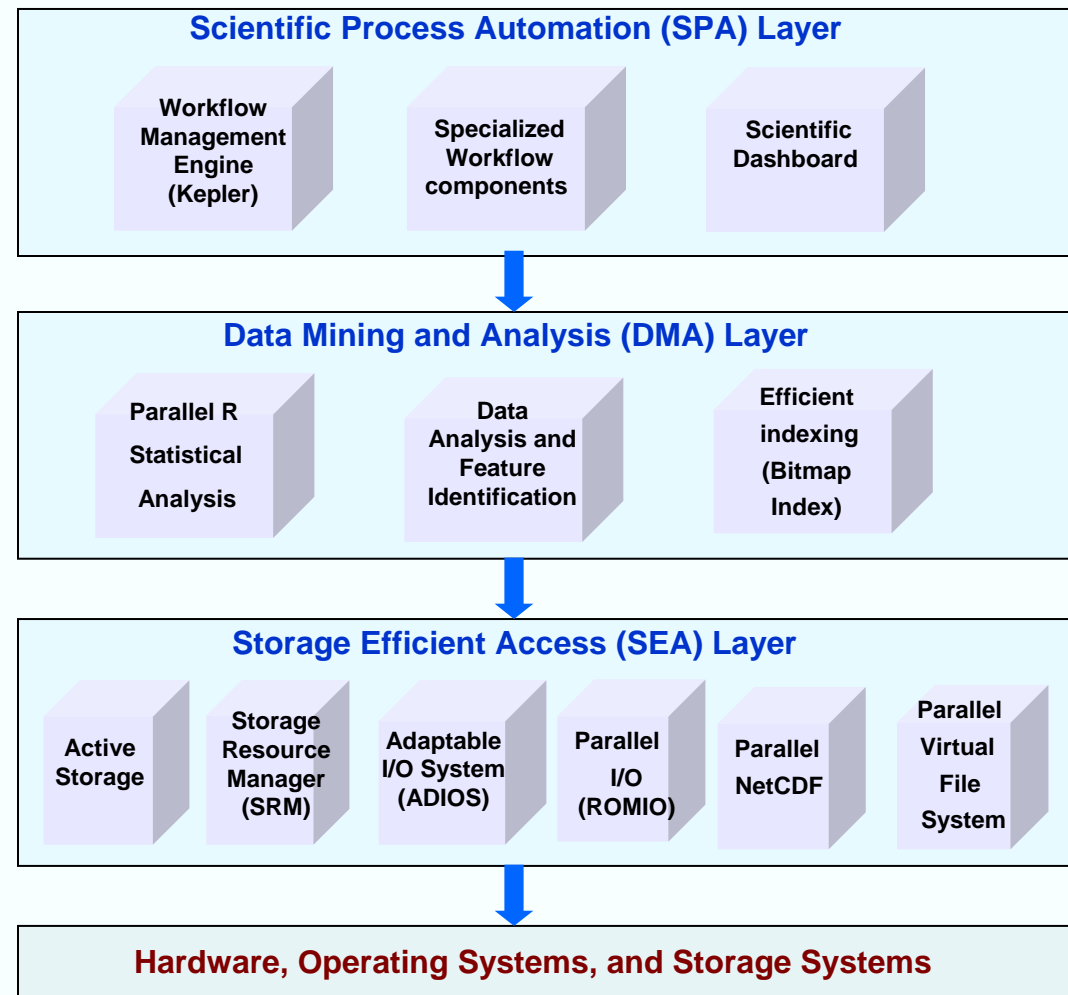 Scientific Process Automation (SPA) Layer
Workflow
Management
Engine
(Kepler)
Specialized
Workflow
components
Scientific
Dashboard
Data Mining and Analysis (DMA) Layer
Parallel R
Statistical
Analysis
Data
Analysis and
Feature
Identification
Efficient
indexing
(Bitmap
Index)
Storage Efficient Access (SEA) Layer
Active
Storage
Storage
Resource
Manager
(SRM)
Adaptable
I/O System
(ADIOS)
Parallel
I/O
(ROMIO)
Parallel
NetCDF
Parallel
Virtual
File
System
Hardware, Operating Systems, and Storage Systems